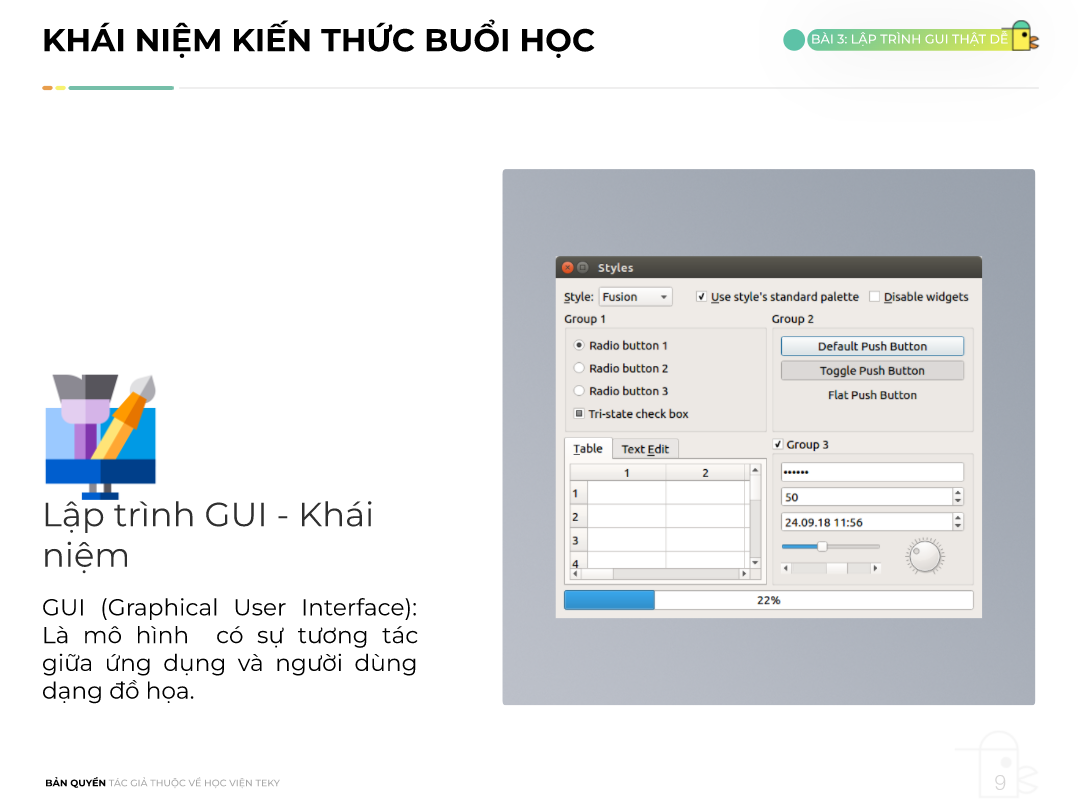 KHÁI NIỆM KIẾN THỨC BUỔI HỌC
BÀI 3: LẬP TRÌNH GUI THẬT DỄ
Lập trình GUI - Khái
niệm
GUI (Graphical User Interface):
Là mô hình có sự tương tác
giữa ứng dụng và người dùng
dạng đồ họa.
Styles
Style: Fusion
Use style's standard palette
Disable widgets
Group 1
Radio button 1
Radio button 2
Radio button 3
Tri-state check box
Group 2
Default Push Button
Toggle Push Button
Flat Push Button
Table
Text Edit
1 2
1
2
3
4
Group 3
••••••
50
24.09.18 11:56
22%
BẢN QUYỀN TÁC GIẢ THUỘC VỀ HỌC VIỆN TEKY
9